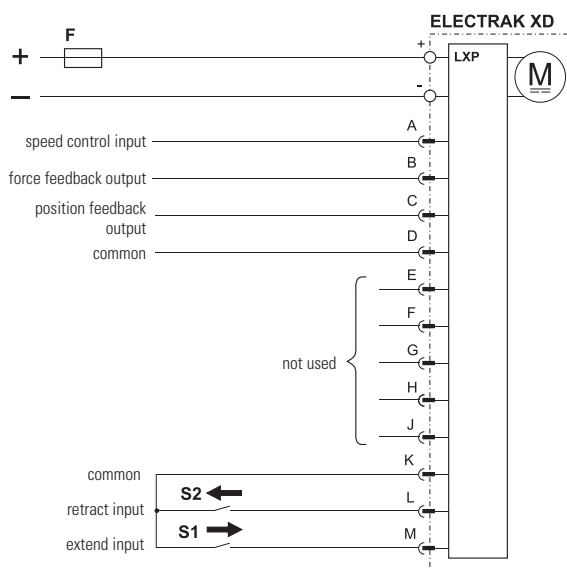 ELECTRAK XD
F
+
+
LXP
M
−
-
A
speed control input
B
force feedback output
C
position feedback
output
D
common
E
F
G
not used
H
J
K
common
S2
L
retract input
S1
M
extend input